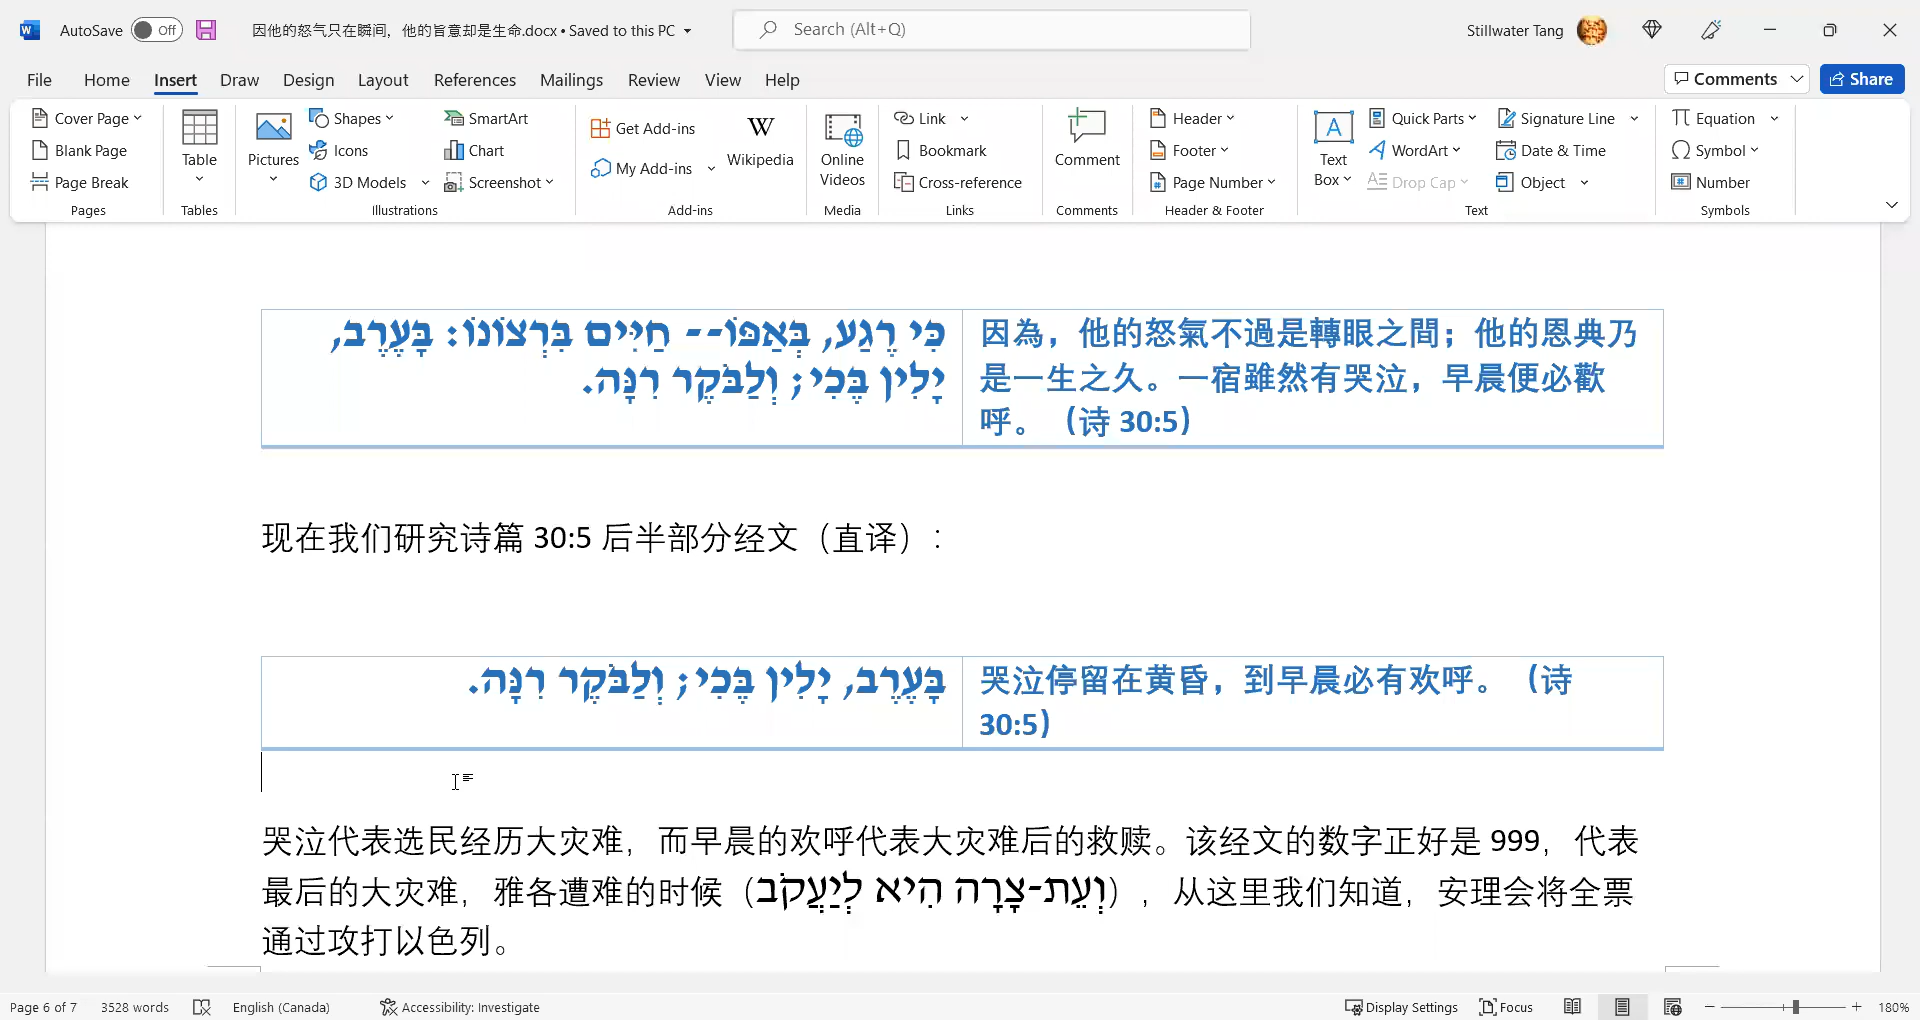 AutoSave Off 因他的怒气只在瞬间，他的旨意却是生命.docx • Saved to this PC Search (Alt+Q) Stillwater Tang
File Home Insert Draw Design Layout References Mailings Review View Help Comments Share
Cover Page
Blank Page
Page Break
Pages
Table
Tables
Pictures
Shapes
Icons
3D Models
SmartArt
Chart
Screenshot
Illustrations
Get Add-ins
My Add-ins
W
Wikipedia
Add-ins
Online
Videos
Media
Link
Bookmark
Cross-reference
Links
Comment
Comments
Header
Footer
Page Number
Header & Footer
Text
Box
Quick Parts
WordArt
Drop Cap
Signature Line
Date & Time
Object
Text
Equation
Symbol
Number
Symbols
כִּי רֶגַע, בְּאַפּוֹ-- חַיִּים בִּרְצוֹנוֹ: בָּעֶרֶב,
יָלִין בֶּכִי; וְלַבֹּקֶר רִנָּה.
因為，他的怒氣不過是轉眼之間；他的恩典乃
是一生之久。一宿雖然有哭泣，早晨便必歡
呼。（诗 30:5）
现在我们研究诗篇 30:5 后半部分经文（直译）：
בָּעֶרֶב, יָלִין בֶּכִי; וְלַבֹּקֶר רִנָּה.
哭泣停留在黄昏，到早晨必有欢呼。（诗
30:5）
哭泣代表选民经历大灾难，而早晨的欢呼代表大灾难后的救赎。该经文的数字正好是 999，代表
最后的大灾难，雅各遭难的时候（וְעֵת-צָרָה הִיא לְיַעֲקֹב），从这里我们知道，安理会将全票
通过攻打以色列。
Page 6 of 7 3528 words English (Canada) Accessibility: Investigate Display Settings Focus 180%